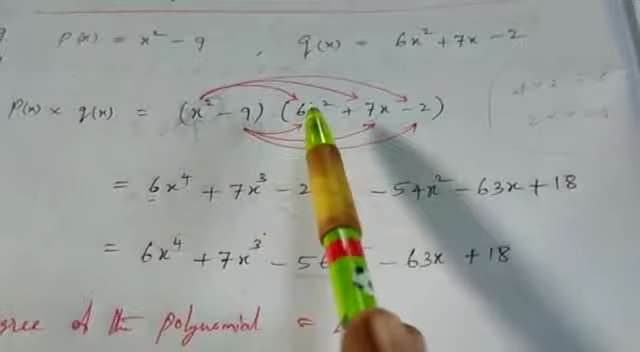 P(x) = x² - 9 , q(x) = 6x² + 7x - 2
P(x) × q(x) = (x² - 9) (6x² + 7x - 2)
= 6x⁴ + 7x³ - 2 - 54x² - 63x + 18
= 6x⁴ + 7x³ - 56 - 63x + 18
of the polynomial =